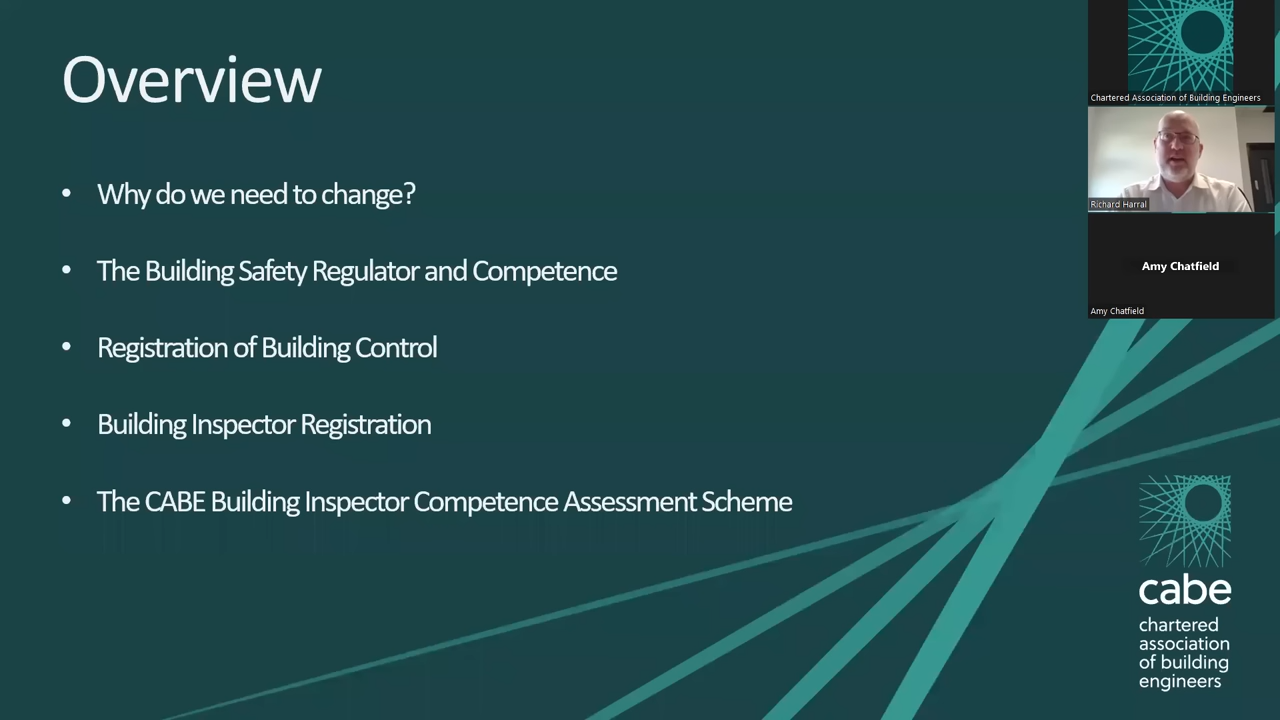 Overview
• Why do we need to change?
• The Building Safety Regulator and Competence
• Registration of Building Control
• Building Inspector Registration
• The CABE Building Inspector Competence Assessment Scheme
Chartered Association of Building Engineers
Richard Harral
Amy Chatfield
Amy Chatfield
cabe
chartered
association
of building
engineers